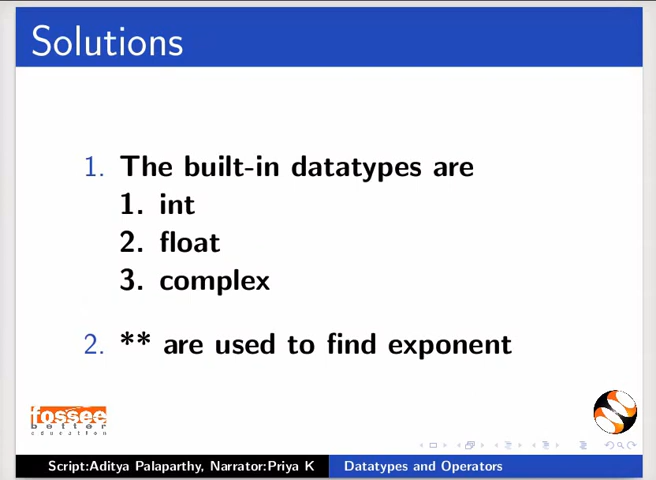 Solutions
1. The built-in datatypes are
1. int
2. float
3. complex
2. ** are used to find exponent
fossee
better
education
Script:Aditya Palaparthy, Narrator:Priya K
Datatypes and Operators